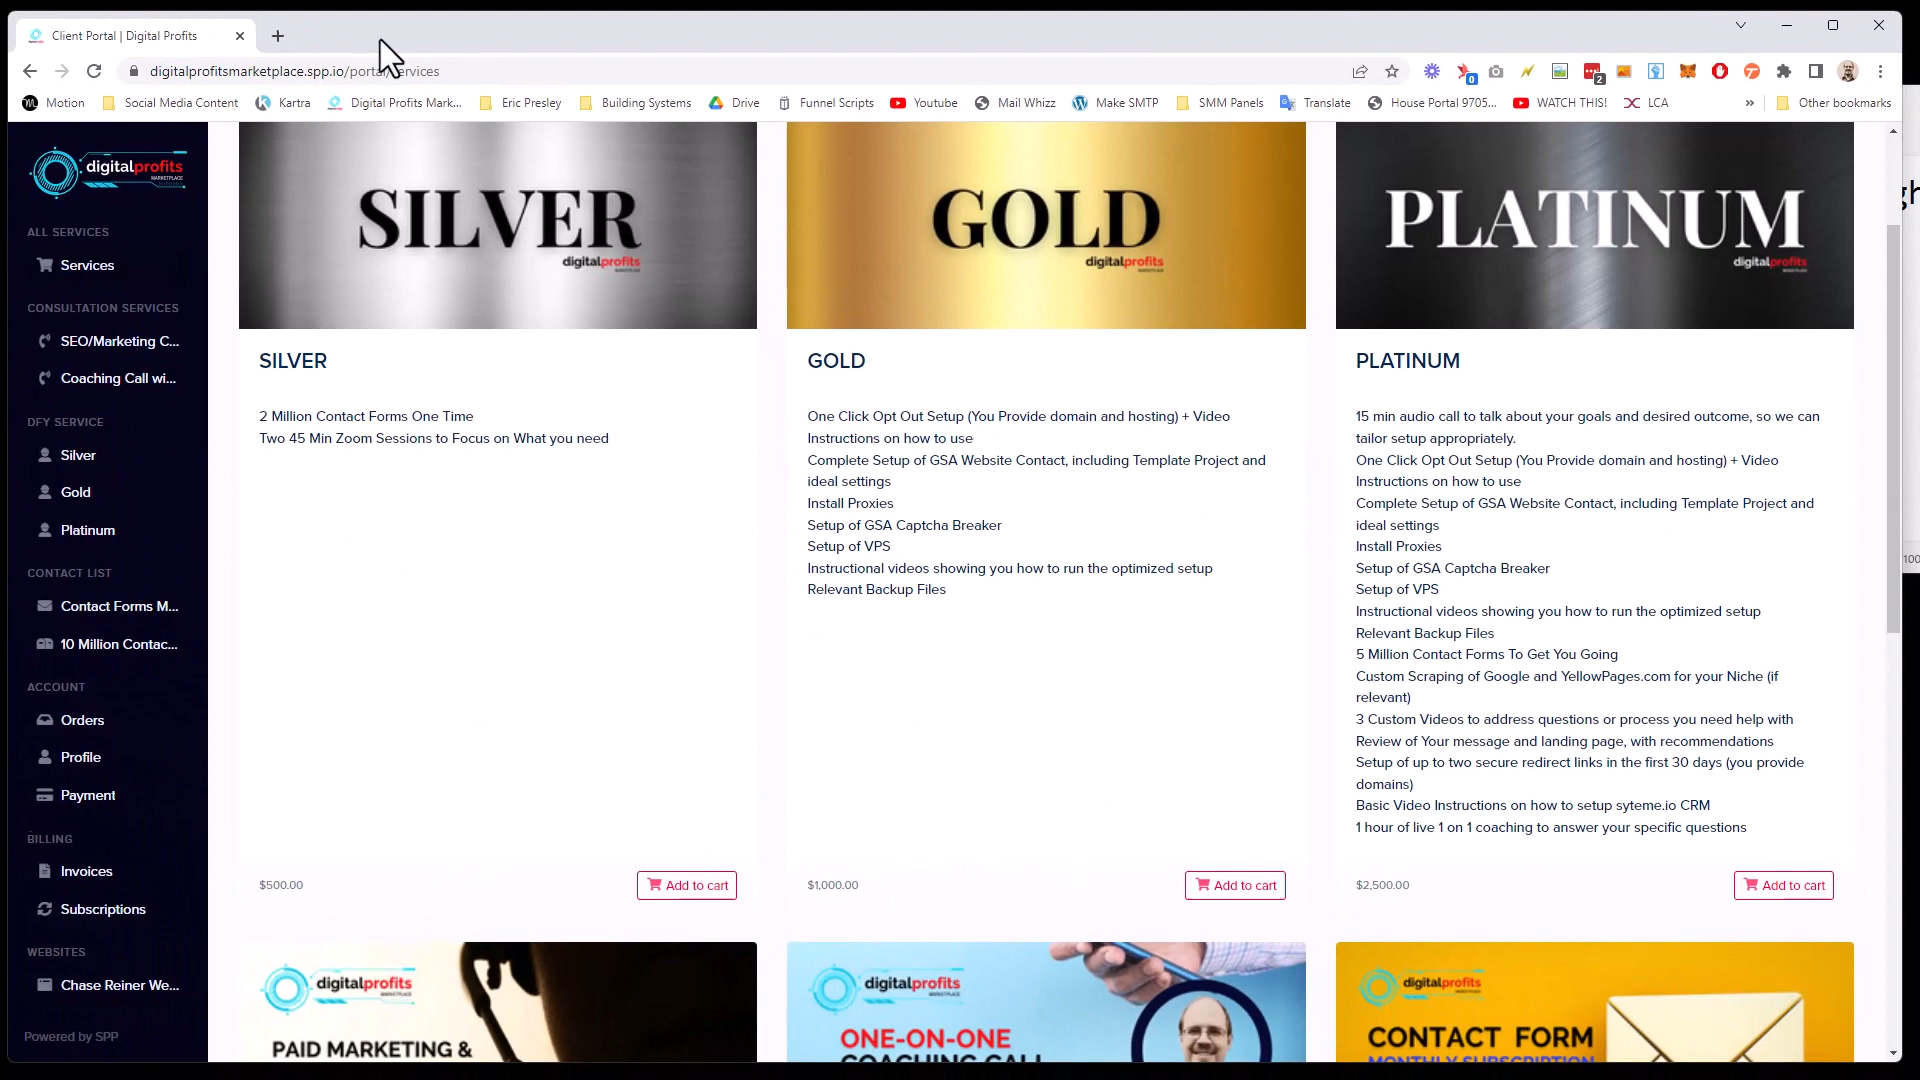 Client Portal | Digital Profits
digitalprofitsmarketplace.spp.io/portal/services
0
2
Motion
Social Media Content
Kartra
Digital Profits Mark...
Eric Presley
Building Systems
Drive
Funnel Scripts
Youtube
Mail Whizz
Make SMTP
SMM Panels
Translate
House Portal 9705...
WATCH THIS!
LCA
»
Other bookmarks
digitalprofits
MARKETPLACE
ALL SERVICES
Services
CONSULTATION SERVICES
SEO/Marketing C...
Coaching Call wi...
DFY SERVICE
Silver
Gold
Platinum
CONTACT LIST
Contact Forms M...
10 Million Contac...
ACCOUNT
Orders
Profile
Payment
BILLING
Invoices
Subscriptions
WEBSITES
Chase Reiner We...
Powered by SPP
SILVER
digitalprofits
MARKETPLACE
SILVER
2 Million Contact Forms One Time
Two 45 Min Zoom Sessions to Focus on What you need
$500.00
Add to cart
GOLD
digitalprofits
MARKETPLACE
GOLD
One Click Opt Out Setup (You Provide domain and hosting) + Video
Instructions on how to use
Complete Setup of GSA Website Contact, including Template Project and
ideal settings
Install Proxies
Setup of GSA Captcha Breaker
Setup of VPS
Instructional videos showing you how to run the optimized setup
Relevant Backup Files
$1,000.00
Add to cart
PLATINUM
digitalprofits
MARKETPLACE
PLATINUM
15 min audio call to talk about your goals and desired outcome, so we can
tailor setup appropriately.
One Click Opt Out Setup (You Provide domain and hosting) + Video
Instructions on how to use
Complete Setup of GSA Website Contact, including Template Project and
ideal settings
Install Proxies
Setup of GSA Captcha Breaker
Setup of VPS
Instructional videos showing you how to run the optimized setup
Relevant Backup Files
5 Million Contact Forms To Get You Going
Custom Scraping of Google and YellowPages.com for your Niche (if
relevant)
3 Custom Videos to address questions or process you need help with
Review of Your message and landing page, with recommendations
Setup of up to two secure redirect links in the first 30 days (you provide
domains)
Basic Video Instructions on how to setup syteme.io CRM
1 hour of live 1 on 1 coaching to answer your specific questions
$2,500.00
Add to cart
digitalprofits
MARKETPLACE
PAID MARKETING &
digitalprofits
MARKETPLACE
ONE-ON-ONE
COACHING CALL
digitalprofits
MARKETPLACE
CONTACT FORM
MONTHLY SUBSCRIPTION
gh
100